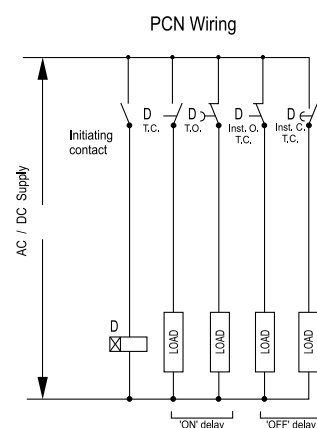 PCN Wiring
AC / DC Supply
Initiating
contact
D
T.C.
D
T.O.
D
Inst. O.
T.C.
D
Inst. C.
T.C.
D
LOAD
LOAD
LOAD
LOAD
'ON' delay
'OFF' delay